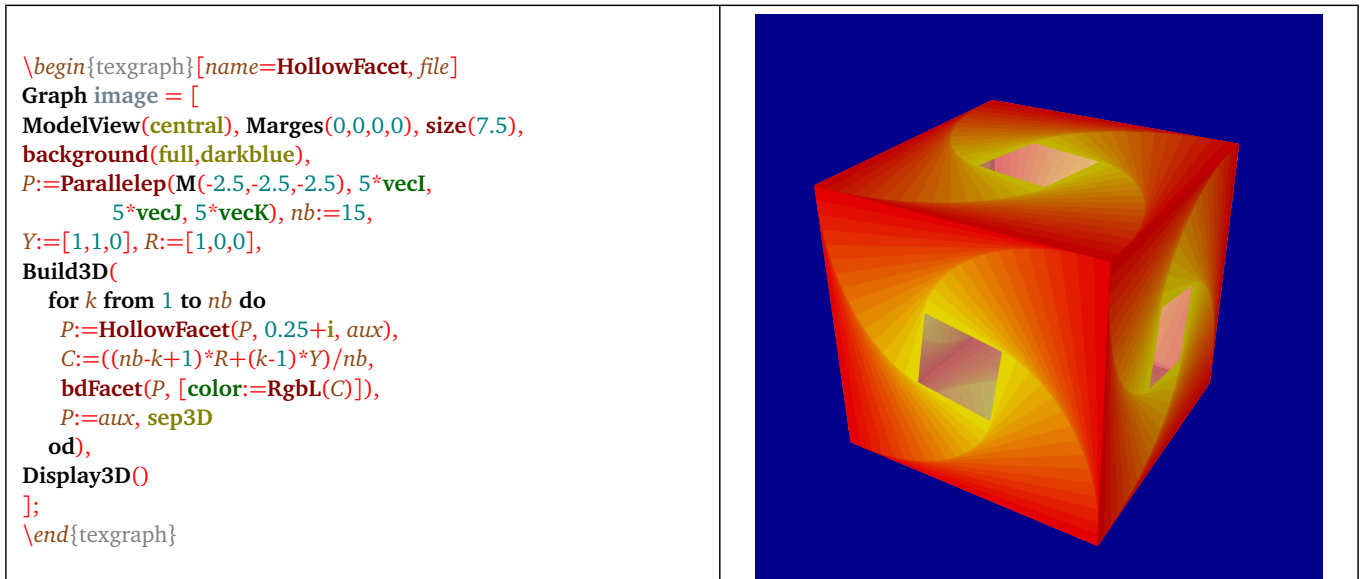 \begin{texgraph}[name=HollowFacet, file]
Graph image = [
ModelView(central), Marges(0,0,0,0), size(7.5),
background(full,darkblue),
P:=Parallelep(M(-2.5,-2.5,-2.5), 5*vecI,
5*vecJ, 5*vecK), nb:=15,
Y:=[1,1,0], R:=[1,0,0],
Build3D(
for k from 1 to nb do
P:=HollowFacet(P, 0.25+i, aux),
C:=((nb-k+1)*R+(k-1)*Y)/nb,
bdFacet(P, [color:=RgbL(C)]),
P:=aux, sep3D
od),
Display3D()
];
\end{texgraph}